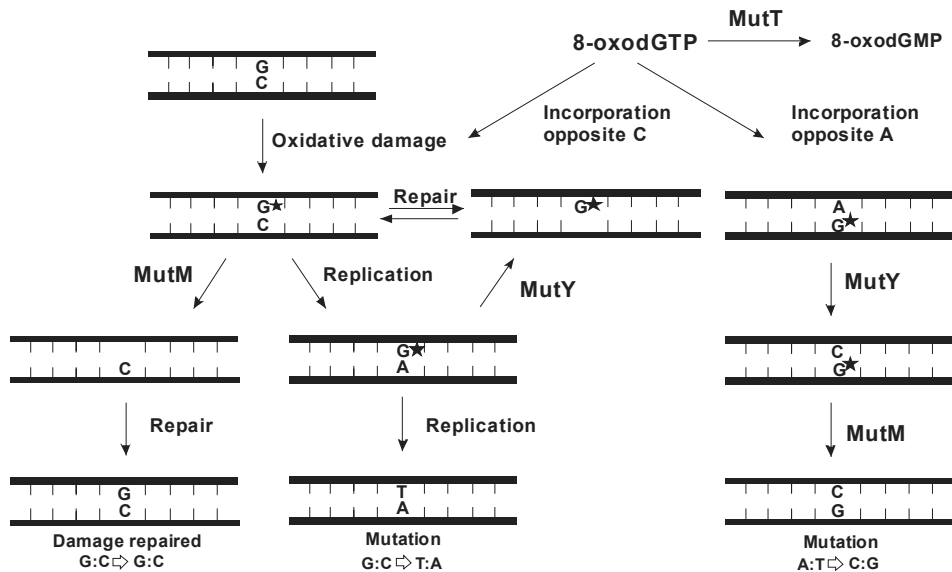 MutT
8-oxodGTP
8-oxodGMP
G
C
Incorporation
opposite C
Incorporation
opposite A
Oxidative damage
G★
C
Repair
G★
A
G★
MutM
Replication
MutY
MutY
C
G★
A
C
G★
Repair
Replication
MutM
G
C
T
A
C
G
Damage repaired
G:C⇨ G:C
Mutation
G:C ⇨ T:A
Mutation
A:T⇨ C:G